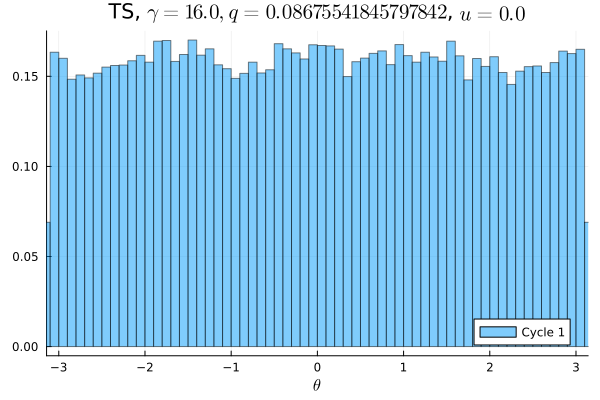 TS, γ = 16.0, q = 0.08675541845797842, u = 0.0
0.15
0.10
0.05
0.00
Cycle 1
−3 −2 −1 0 1 2 3
θ